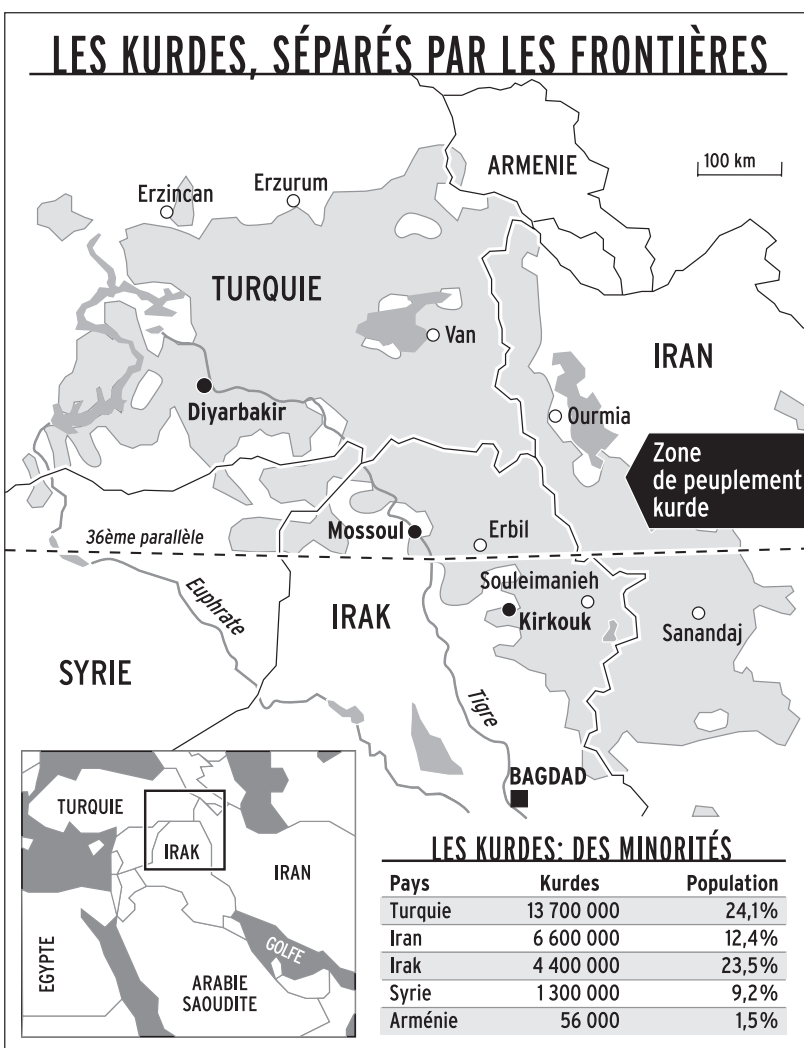 LES KURDES, SÉPARÉS PAR LES FRONTIÈRES
ARMENIE
100 km
Erzincan
Erzurum
TURQUIE
Van
IRAN
Diyarbakir
Ourmia
Zone
de peuplement
kurde
36ème parallèle
Mossoul
Erbil
Euphrate
Souleimanieh
IRAK
Kirkouk
Sanandaj
SYRIE
Tigre
BAGDAD
TURQUIE
IRAK
IRAN
EGYPTE
GOLFE
ARABIE
SAOUDITE
LES KURDES: DES MINORITÉS
Pays Kurdes Population
Turquie 13 700 000 24,1%
Iran 6 600 000 12,4%
Irak 4 400 000 23,5%
Syrie 1 300 000 9,2%
Arménie 56 000 1,5%